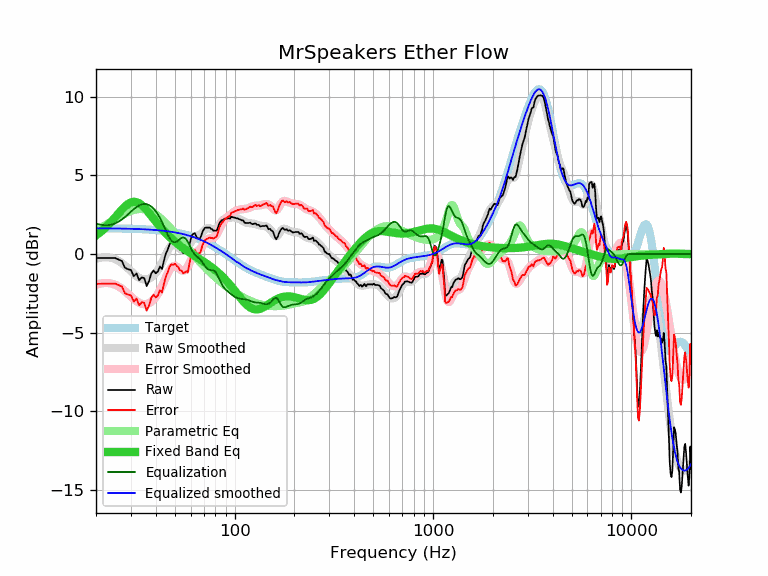 MrSpeakers Ether Flow
Amplitude (dBr)
10
5
0
−5
−10
−15
Target
Raw Smoothed
Error Smoothed
Raw
Error
Parametric Eq
Fixed Band Eq
Equalization
Equalized smoothed
100 1000 10000
Frequency (Hz)